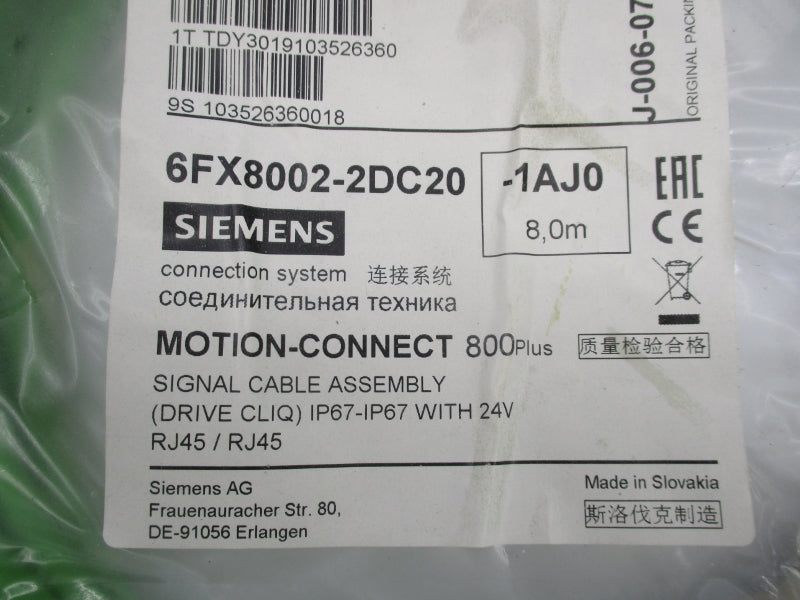 1T TDY3019103526360
9S 103526360018
J-006-07
ORIGINAL PACKIN
6FX8002-2DC20 -1AJ0
8,0m
EAC
CE
SIEMENS
connection system 连接系统
соединительная техника
MOTION-CONNECT 800Plus
质量检验合格
SIGNAL CABLE ASSEMBLY
(DRIVE CLIQ) IP67-IP67 WITH 24V
RJ45 / RJ45
Siemens AG
Frauenauracher Str. 80,
DE-91056 Erlangen
Made in Slovakia
斯洛伐克制造